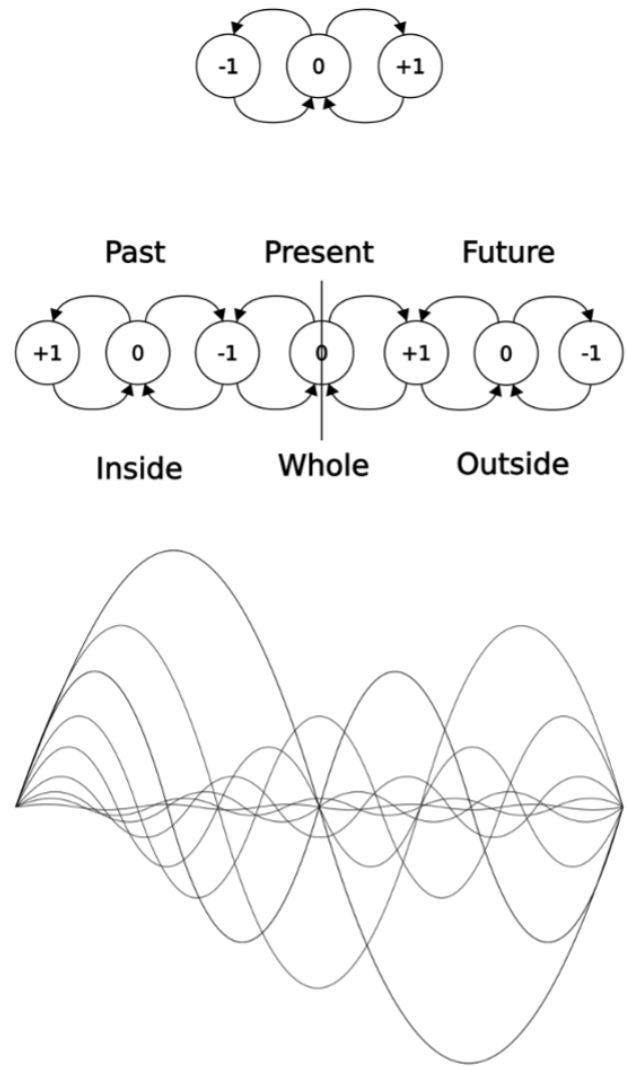 -1 0 +1
Past Present Future
+1 0 -1 0 +1 0 -1
Inside Whole Outside